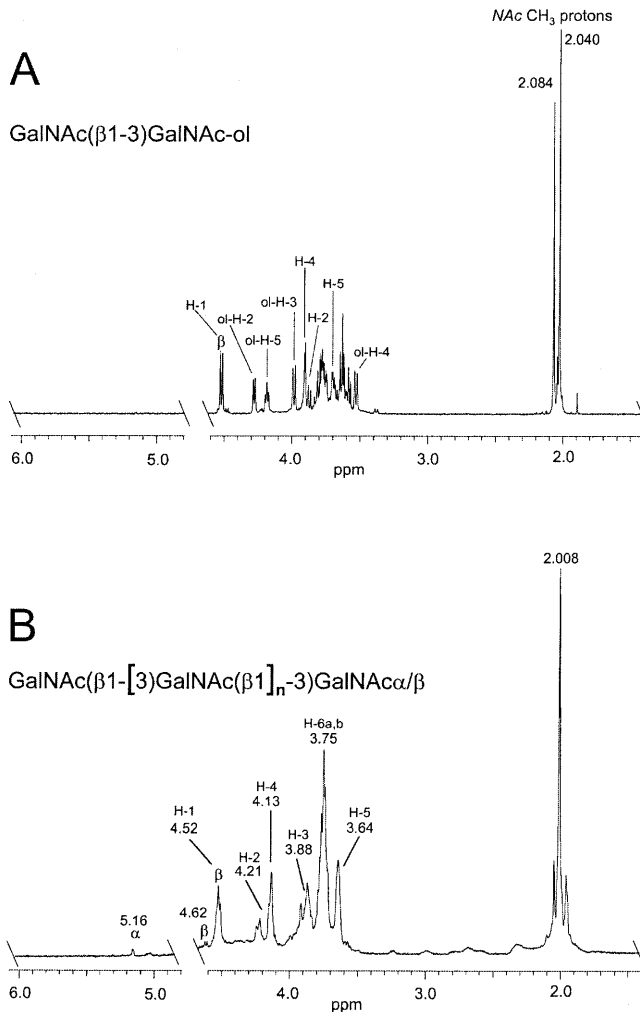 NAc CH₃ protons
2.040
2.084
A
GalNAc(β1-3)GalNAc-ol
H-4
H-5
ol-H-3
H-2
H-1
ol-H-2
β
ol-H-5
ol-H-4
6.0 5.0 4.0 3.0 2.0
ppm
2.008
B
GalNAc(β1-[3)GalNAc(β1]n-3)GalNAcα/β
H-6a,b
3.75
H-4
4.13
H-1
4.52
H-3
3.88
H-5
3.64
H-2
4.21
β
5.16
α
4.62
β
6.0 5.0 4.0 3.0 2.0
ppm